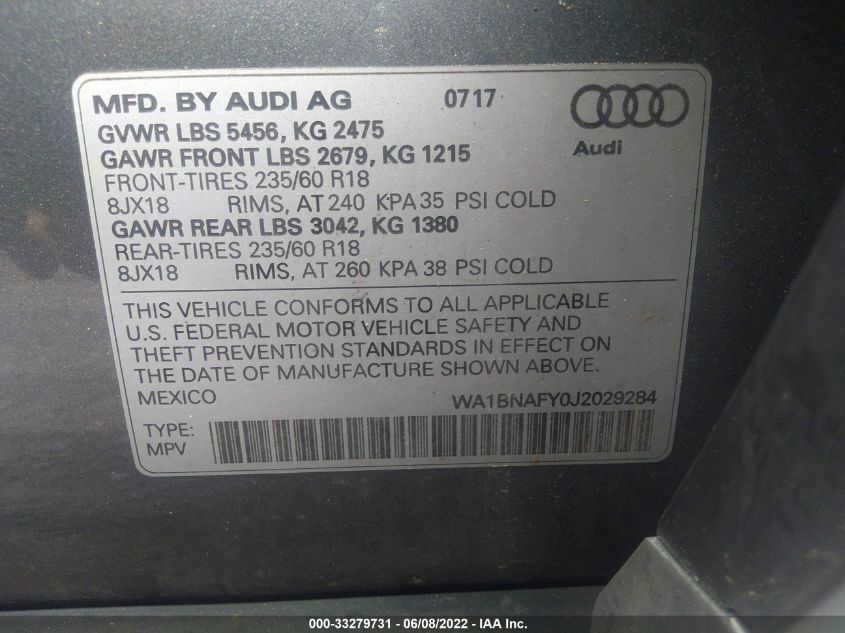 MFD. BY AUDI AG 0717
GVWR LBS 5456, KG 2475
GAWR FRONT LBS 2679, KG 1215
Audi
FRONT-TIRES 235/60 R18
8JX18 RIMS, AT 240 KPA 35 PSI COLD
GAWR REAR LBS 3042, KG 1380
REAR-TIRES 235/60 R18
8JX18 RIMS, AT 260 KPA 38 PSI COLD
THIS VEHICLE CONFORMS TO ALL APPLICABLE
U.S. FEDERAL MOTOR VEHICLE SAFETY AND
THEFT PREVENTION STANDARDS IN EFFECT ON
THE DATE OF MANUFACTURE SHOWN ABOVE.
MEXICO WA1BNAFY0J2029284
TYPE:
MPV
000-33279731 - 06/08/2022 - IAA Inc.